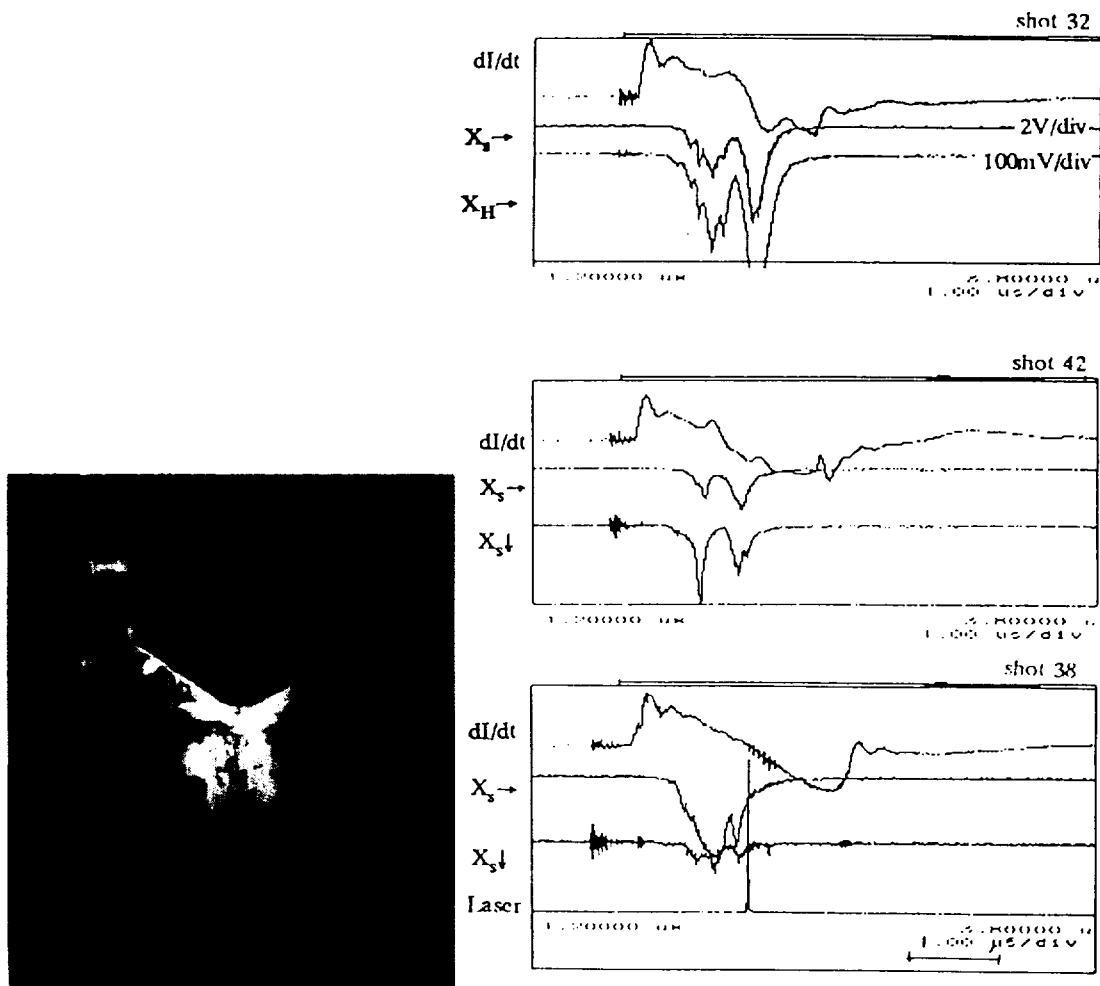 shot 32
dI/dt
Xₛ→
2V/div
100mV/div
X_H→
1.00 us/div
shot 42
dI/dt
Xₛ→
Xₛ↓
1.00 us/div
shot 38
dI/dt
Xₛ→
Xₛ↓
Laser
1.00 µs/div